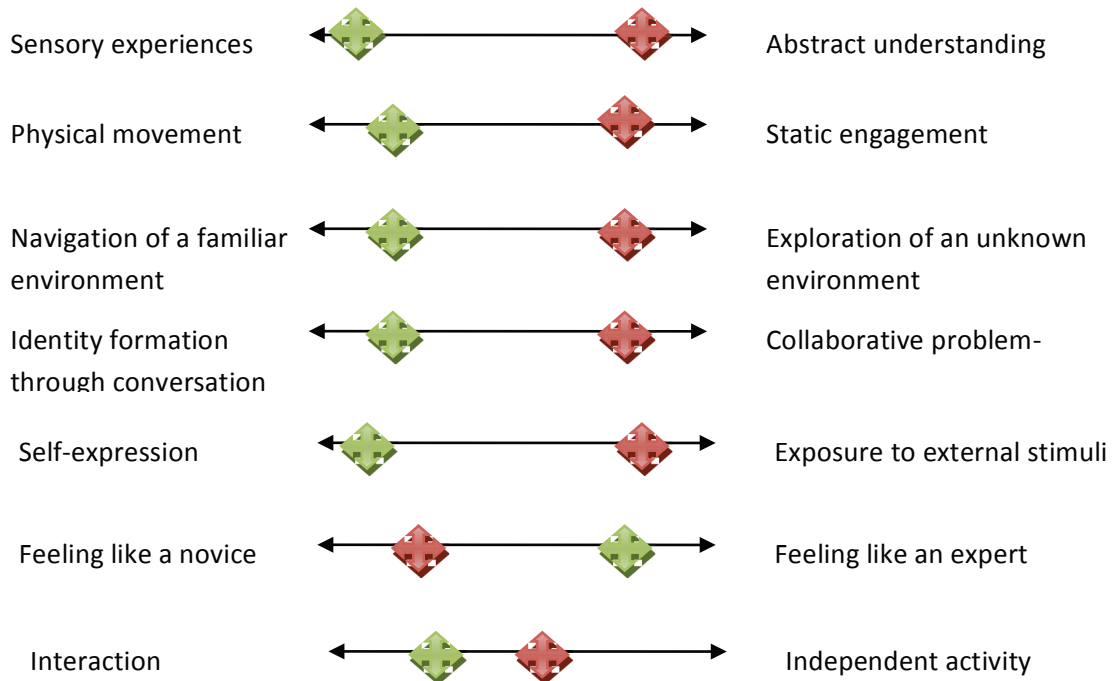 Sensory experiences
Abstract understanding
Physical movement
Static engagement
Navigation of a familiar
environment
Exploration of an unknown
environment
Identity formation
through conversation
Collaborative problem-
Self-expression
Exposure to external stimuli
Feeling like a novice
Feeling like an expert
Interaction
Independent activity